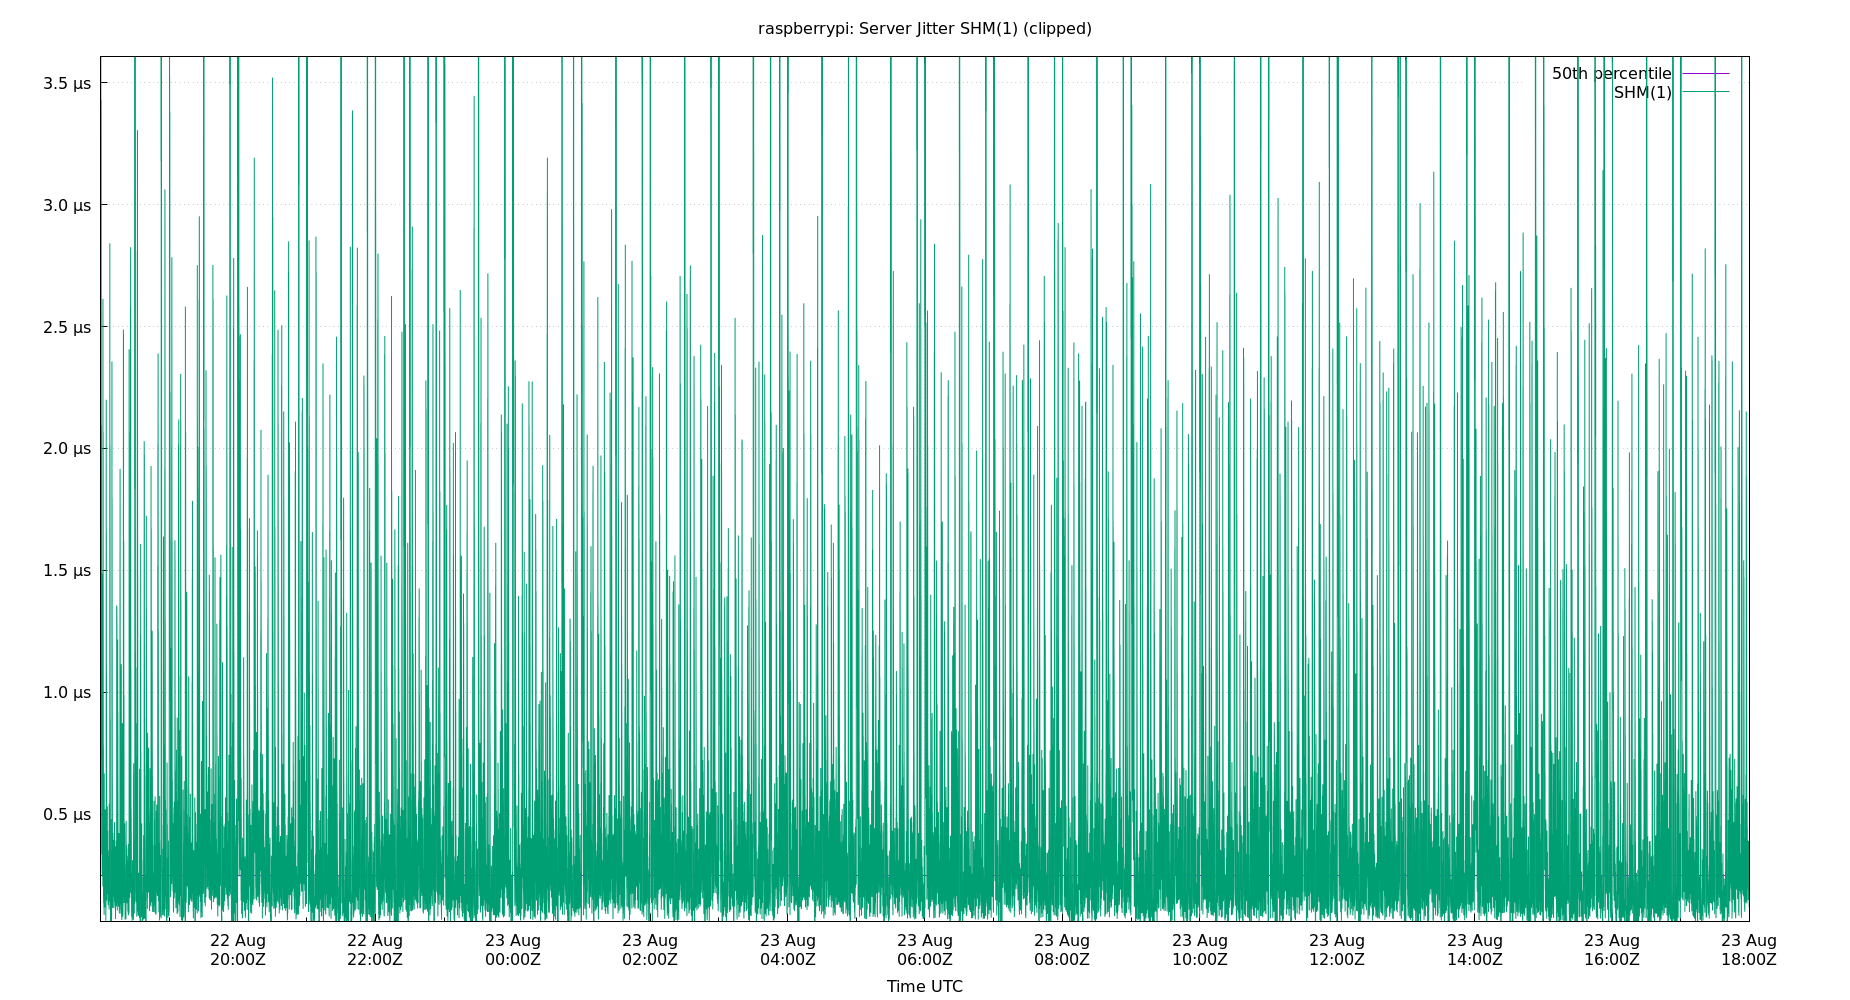 raspberrypi: Server Jitter SHM(1) (clipped)
50th percentile
SHM(1)
3.5 µs
3.0 µs
2.5 µs
2.0 µs
1.5 µs
1.0 µs
0.5 µs
22 Aug 22 Aug 23 Aug 23 Aug 23 Aug 23 Aug 23 Aug 23 Aug 23 Aug 23 Aug 23 Aug 23 Aug
20:00Z 22:00Z 00:00Z 02:00Z 04:00Z 06:00Z 08:00Z 10:00Z 12:00Z 14:00Z 16:00Z 18:00Z
Time UTC